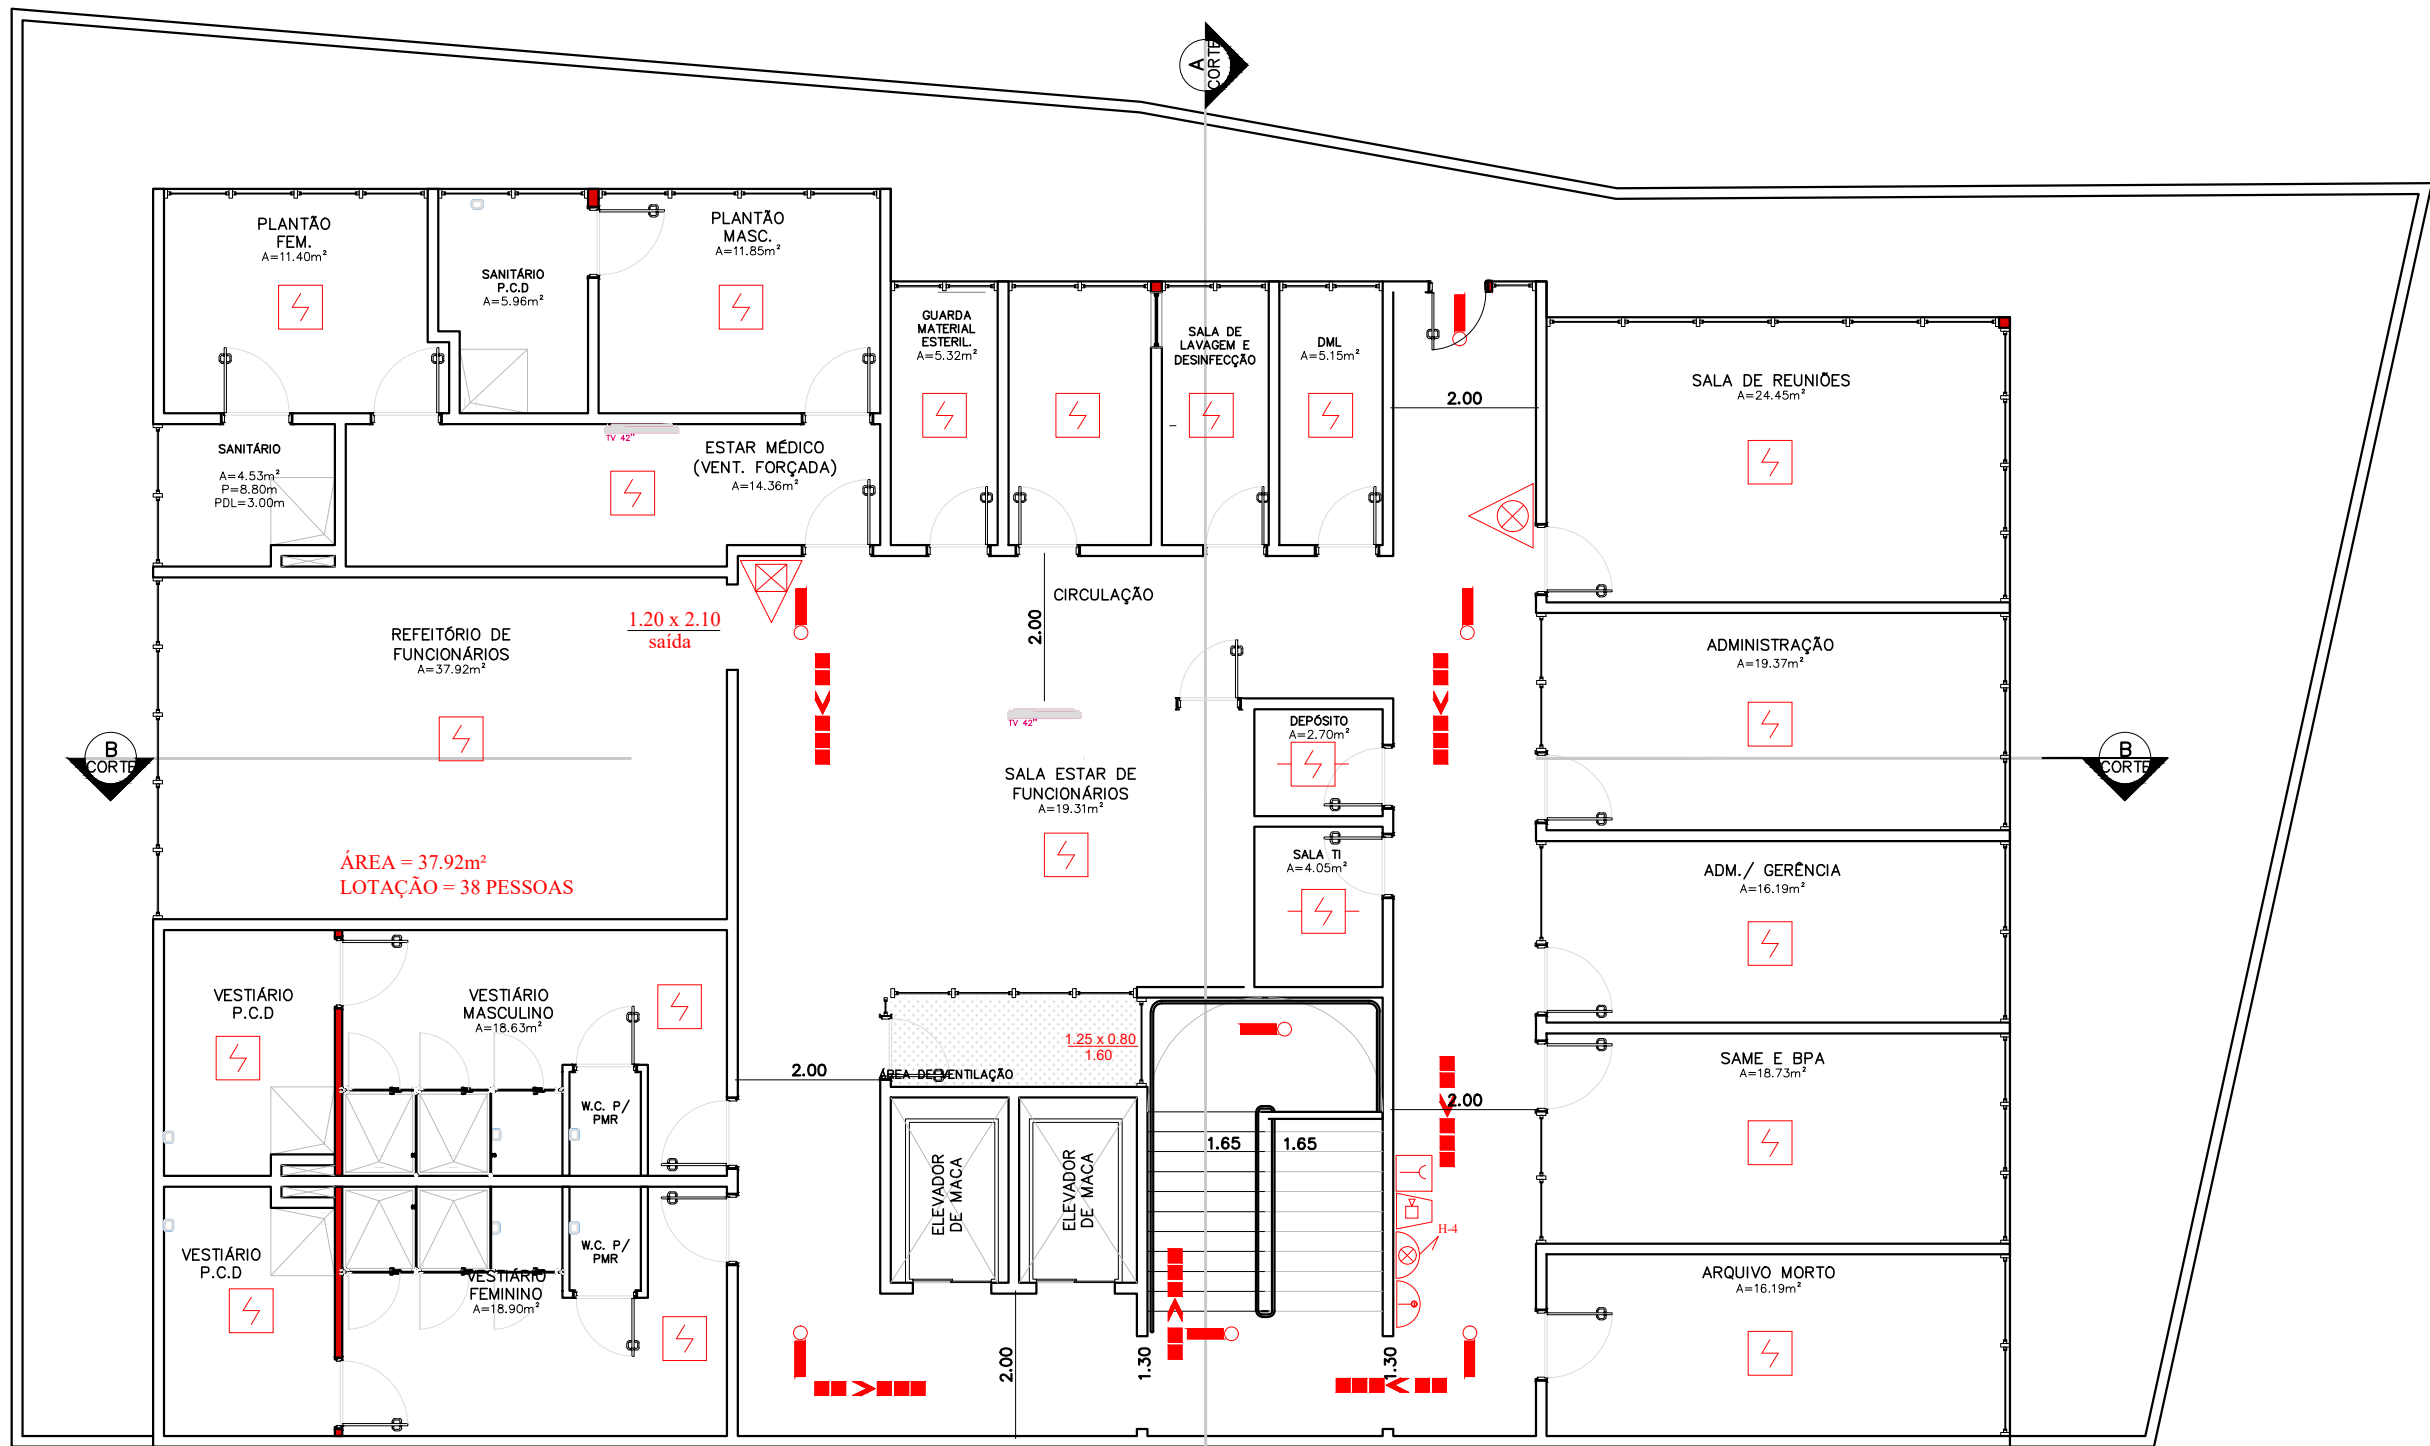 A
CORTE
PLANTÃO
FEM.
A=11.40m²
SANITÁRIO
P.C.D
A=5.96m²
PLANTÃO
MASC.
A=11.85m²
GUARDA
MATERIAL
ESTERIL.
A=5.32m²
SALA DE
LAVAGEM E
DESINFECÇÃO
DML
A=5.15m²
2.00
SALA DE REUNIÕES
A=24.45m²
SANITÁRIO
A=4.53m²
P=8.80m
PDL=3.00m
TV 42"
ESTAR MÉDICO
(VENT. FORÇADA)
A=14.36m²
CIRCULAÇÃO
2.00
1.20 x 2.10
saída
REFEITÓRIO DE
FUNCIONÁRIOS
A=37.92m²
ADMINISTRAÇÃO
A=19.37m²
TV 42"
DEPÓSITO
A=2.70m²
B
CORTE
B
CORTE
SALA ESTAR DE
FUNCIONÁRIOS
A=19.31m²
ÁREA = 37.92m²
LOTAÇÃO = 38 PESSOAS
SALA TI
A=4.05m²
ADM./ GERÊNCIA
A=16.19m²
VESTIÁRIO
P.C.D
VESTIÁRIO
MASCULINO
A=18.63m²
1.25 x 0.80
1.60
2.00
ÁREA DE VENTILAÇÃO
SAME E BPA
A=18.73m²
2.00
W.C. P/
PMR
1.65
1.65
ELEVADOR
DE MACA
ELEVADOR
DE MACA
H-4
VESTIÁRIO
P.C.D
W.C. P/
PMR
VESTIÁRIO
FEMININO
A=18.90m²
ARQUIVO MORTO
A=16.19m²
2.00
1.30
1.30